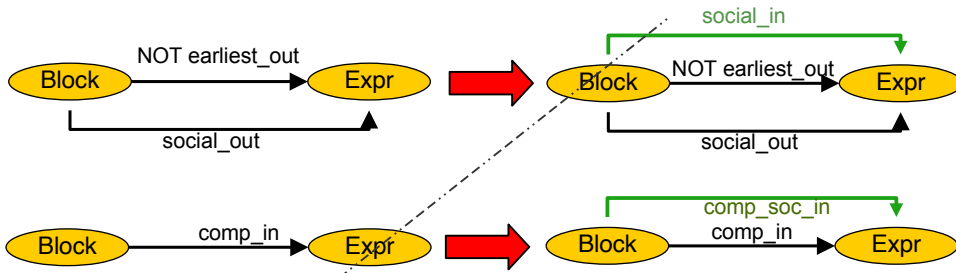 social_in
NOT earliest_out
Block
Expr
social_out
NOT earliest_out
Block
Expr
social_out
comp_in
Block
Expr
comp_soc_in
comp_in
Block
Expr